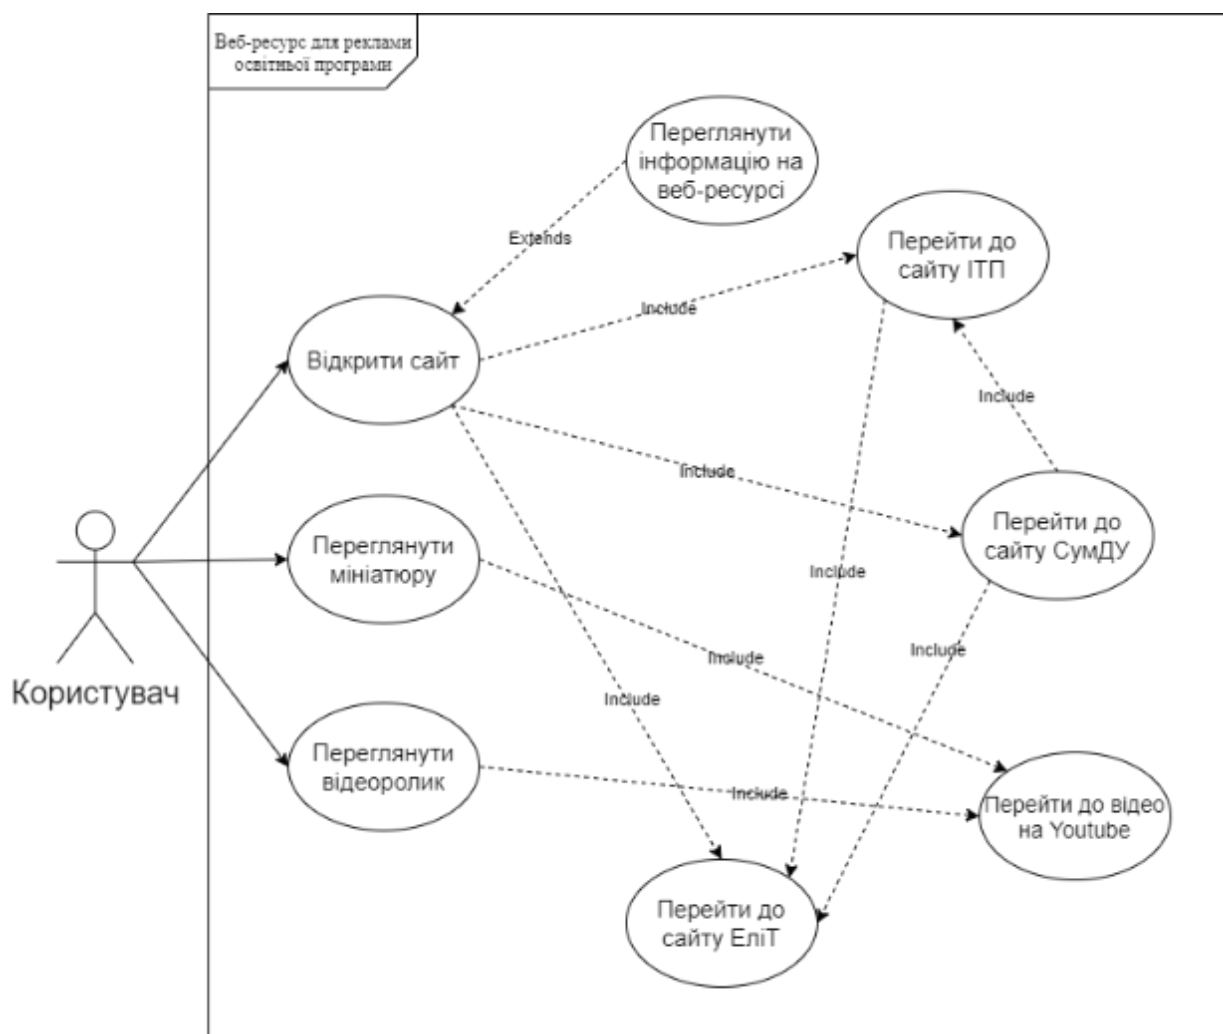 Веб-ресурс для реклами
освітньої програми
Переглянути
інформацію на
веб-ресурсі
Extends
Перейти до
сайту ІТП
Include
Відкрити сайт
Include
Include
Перейти до
сайту СумДУ
Переглянути
мініатюру
Include
Include
Include
Користувач
Include
Переглянути
відеоролик
Include
Перейти до відео
на Youtube
Перейти до
сайту ЕліТ